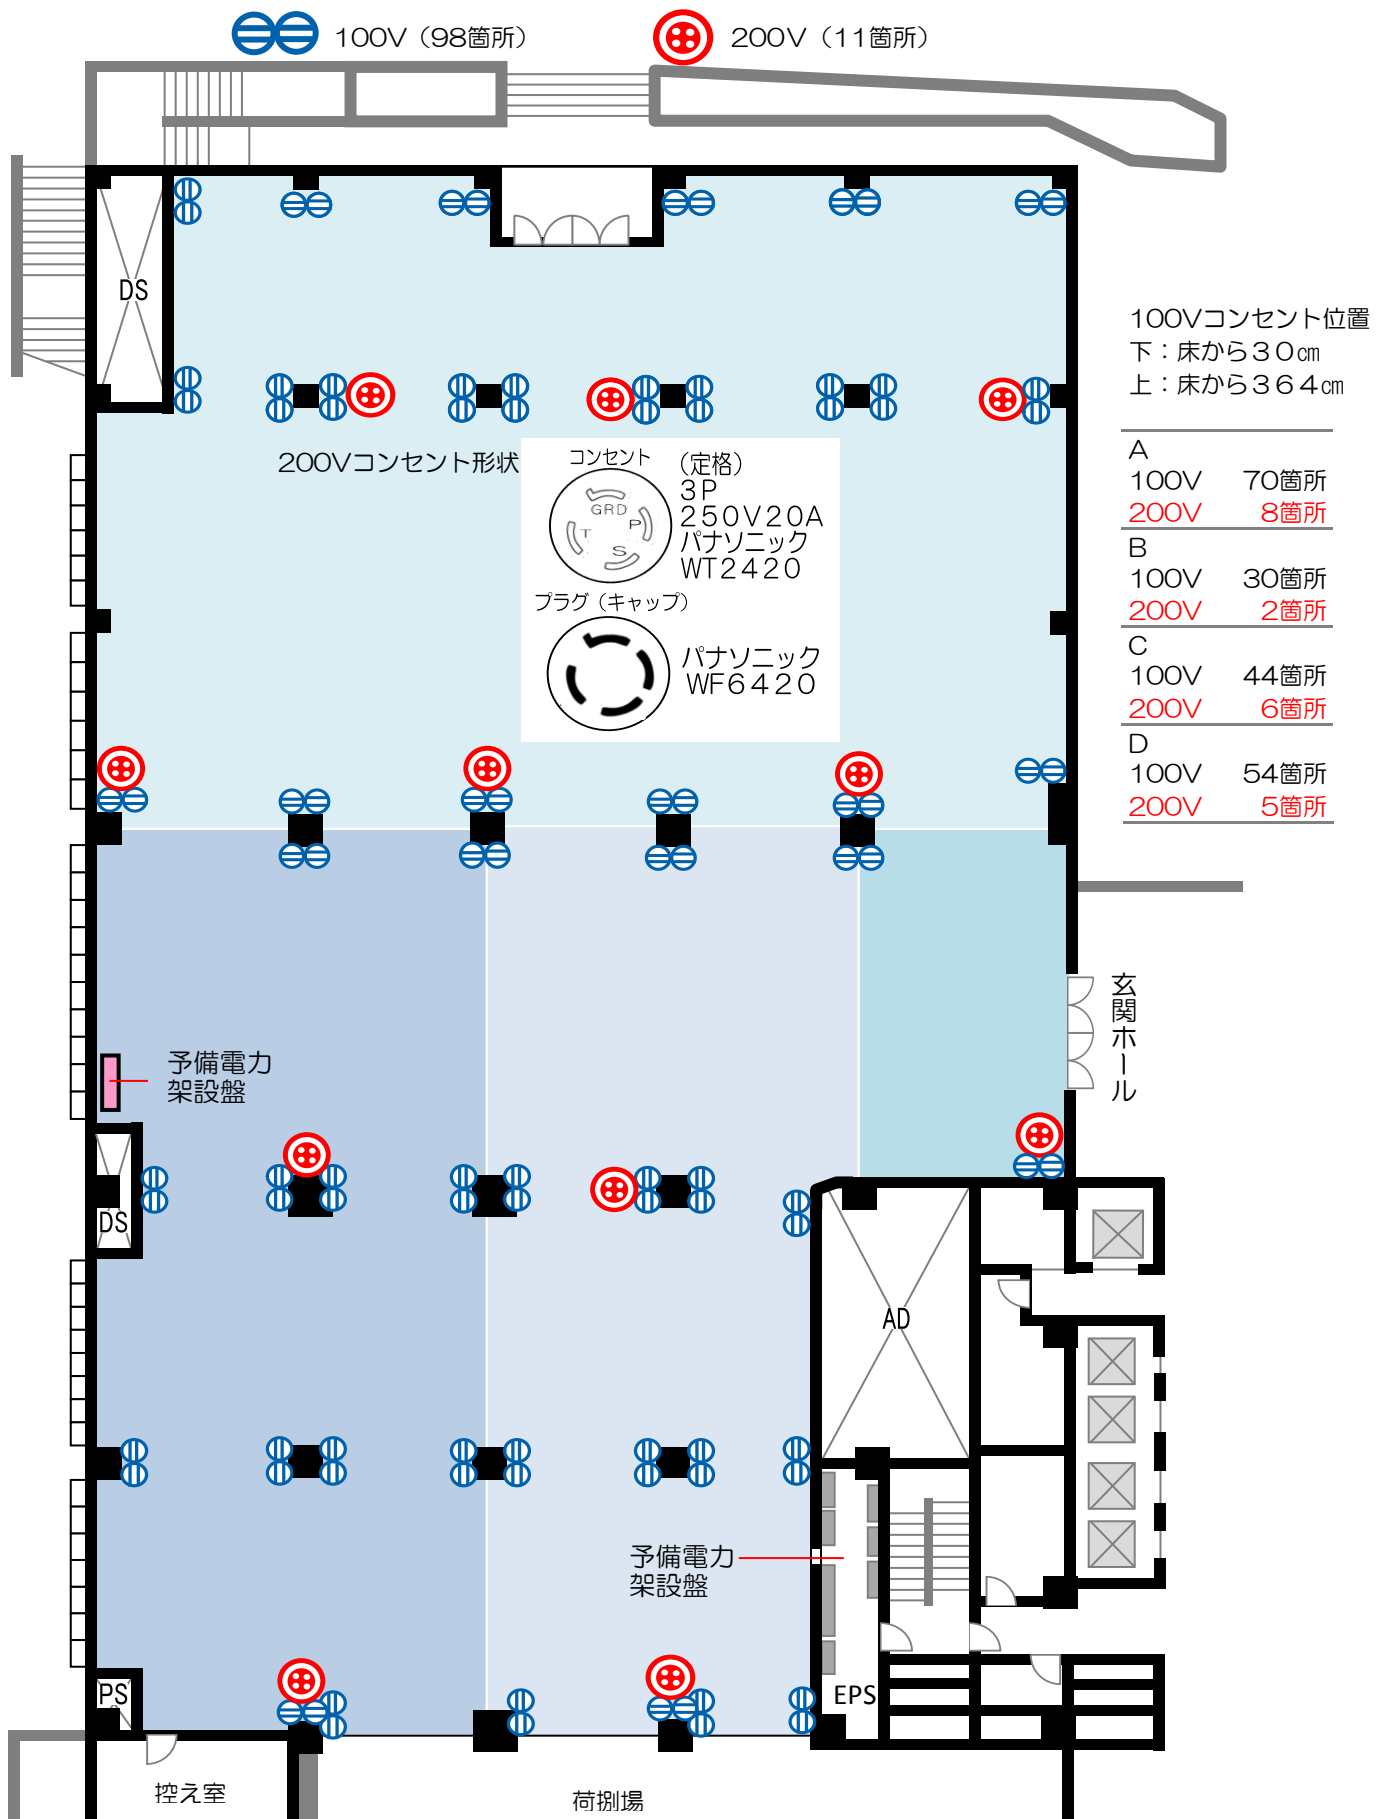 100V（98箇所）
200V（11箇所）
DS
100Vコンセント位置
下：床から３０㎝
上：床から３６４㎝
200Vコンセント形状
コンセント
GRD
P
T
S
（定格）
３Ｐ
２５０Ｖ２０Ａ
パナソニック
ＷＴ２４２０
プラグ（キャップ）
パナソニック
ＷＦ６４２０
A
100V 70箇所
200V 8箇所
B
100V 30箇所
200V 2箇所
C
100V 44箇所
200V 6箇所
D
100V 54箇所
200V 5箇所
玄関ホール
予備電力
架設盤
DS
AD
予備電力
架設盤
PS
EPS
控え室
荷捌場